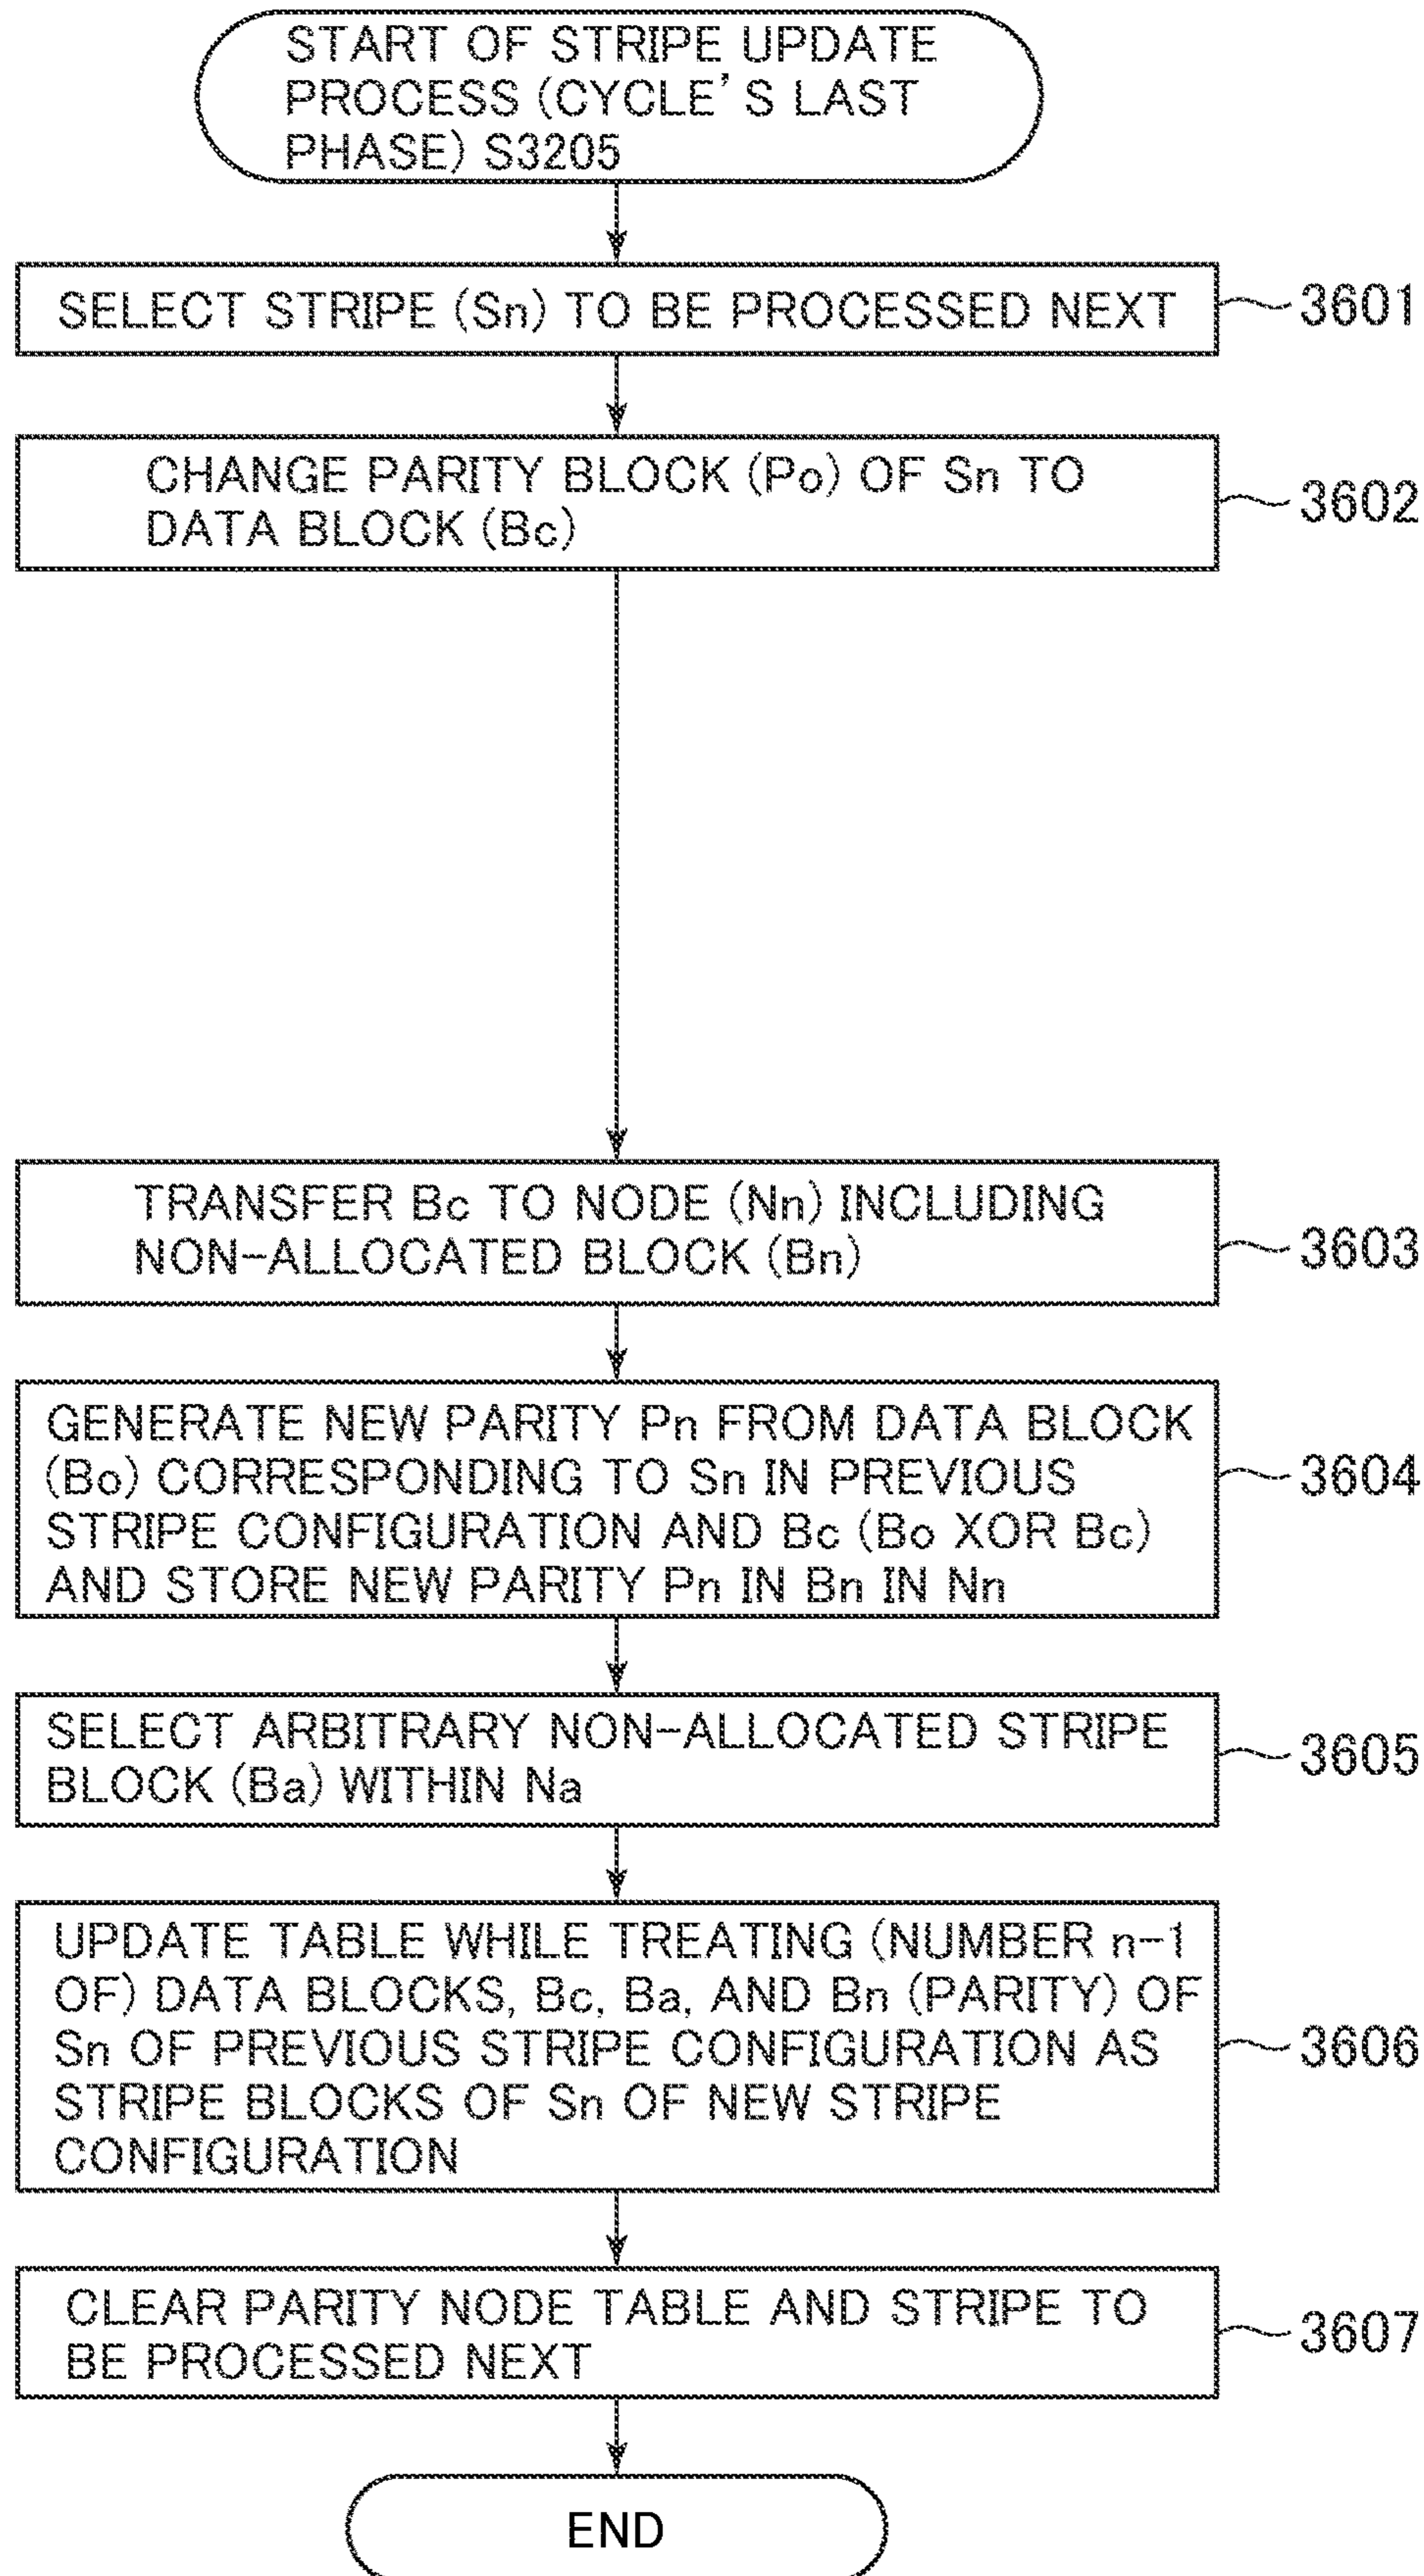 START OF STRIPE UPDATE
PROCESS (CYCLE'S LAST
PHASE) S3205
SELECT STRIPE (Sn) TO BE PROCESSED NEXT
3601
CHANGE PARITY BLOCK (Po) OF Sn TO
DATA BLOCK (Bc)
3602
TRANSFER Bc TO NODE (Nn) INCLUDING
NON-ALLOCATED BLOCK (Bn)
3603
GENERATE NEW PARITY Pn FROM DATA BLOCK
(Bo) CORRESPONDING TO Sn IN PREVIOUS
STRIPE CONFIGURATION AND Bc (Bo XOR Bc)
AND STORE NEW PARITY Pn IN Bn IN Nn
3604
SELECT ARBITRARY NON-ALLOCATED STRIPE
BLOCK (Ba) WITHIN Na
3605
UPDATE TABLE WHILE TREATING (NUMBER n-1
OF) DATA BLOCKS, Bc, Ba, AND Bn (PARITY) OF
Sn OF PREVIOUS STRIPE CONFIGURATION AS
STRIPE BLOCKS OF Sn OF NEW STRIPE
CONFIGURATION
3606
CLEAR PARITY NODE TABLE AND STRIPE TO
BE PROCESSED NEXT
3607
END